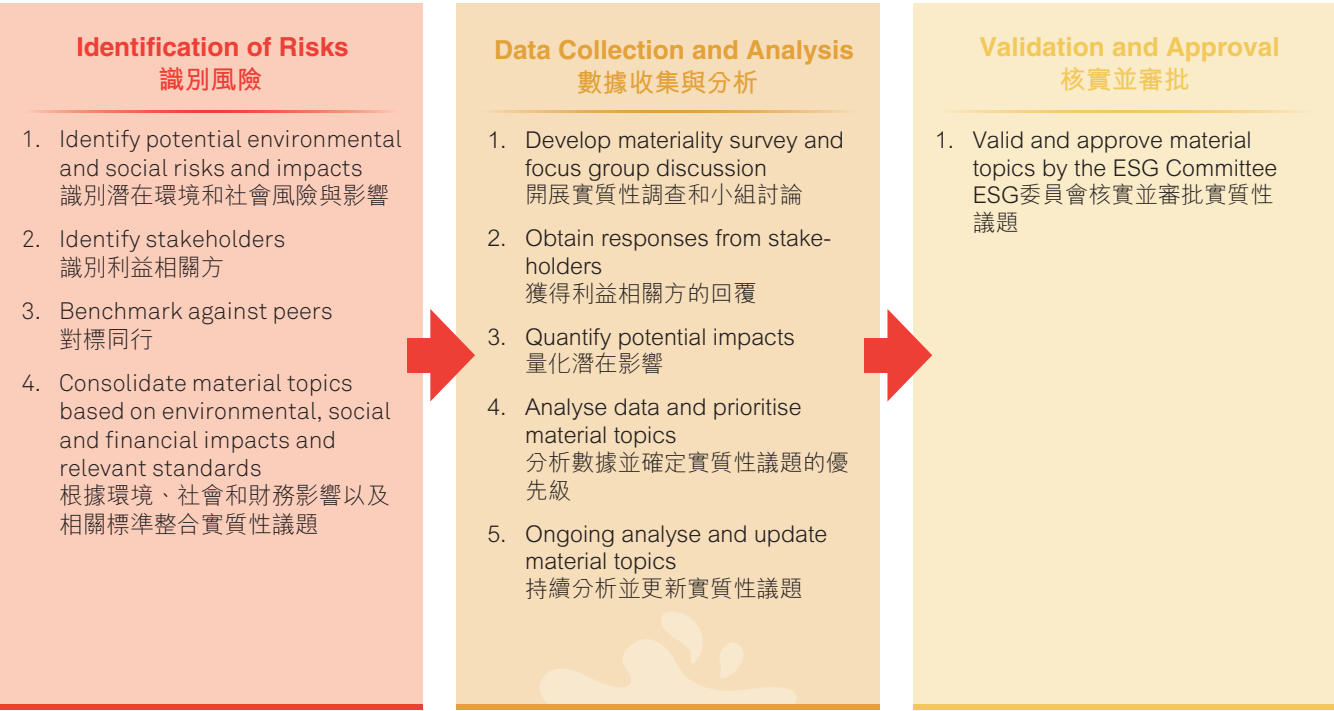 Identification of Risks
識別風險
1. Identify potential environmental
and social risks and impacts
識別潛在環境和社會風險與影響
2. Identify stakeholders
識別利益相關方
3. Benchmark against peers
對標同行
4. Consolidate material topics
based on environmental, social
and financial impacts and
relevant standards
根據環境、社會和財務影響以及
相關標準整合實質性議題
Data Collection and Analysis
數據收集與分析
1. Develop materiality survey and
focus group discussion
開展實質性調查和小組討論
2. Obtain responses from stake-
holders
獲得利益相關方的回覆
3. Quantify potential impacts
量化潛在影響
4. Analyse data and prioritise
material topics
分析數據並確定實質性議題的優
先級
5. Ongoing analyse and update
material topics
持續分析並更新實質性議題
Validation and Approval
核實並審批
1. Valid and approve material
topics by the ESG Committee
ESG委員會核實並審批實質性
議題